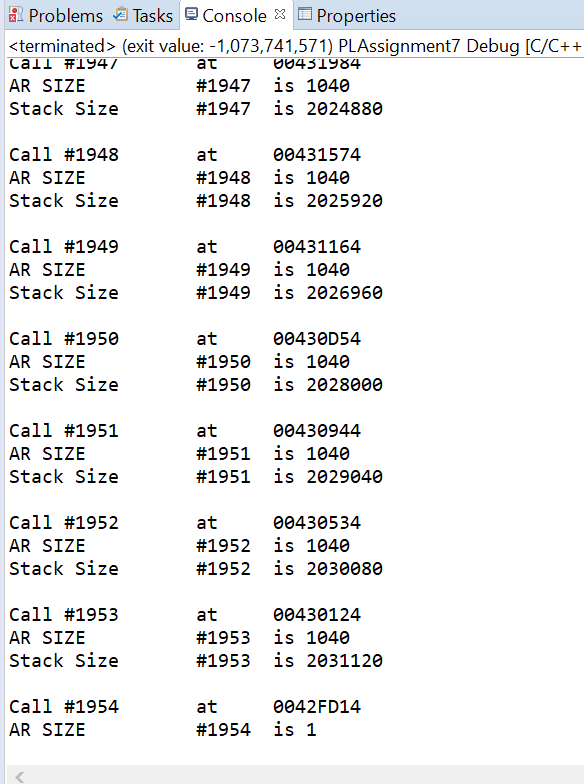 Problems Tasks Console Properties
<terminated> (exit value: -1,073,741,571) PLAssignment7 Debug [C/C++
Call #1947 at 00431984
AR SIZE #1947 is 1040
Stack Size #1947 is 2024880
Call #1948 at 00431574
AR SIZE #1948 is 1040
Stack Size #1948 is 2025920
Call #1949 at 00431164
AR SIZE #1949 is 1040
Stack Size #1949 is 2026960
Call #1950 at 00430D54
AR SIZE #1950 is 1040
Stack Size #1950 is 2028000
Call #1951 at 00430944
AR SIZE #1951 is 1040
Stack Size #1951 is 2029040
Call #1952 at 00430534
AR SIZE #1952 is 1040
Stack Size #1952 is 2030080
Call #1953 at 00430124
AR SIZE #1953 is 1040
Stack Size #1953 is 2031120
Call #1954 at 0042FD14
AR SIZE #1954 is 1